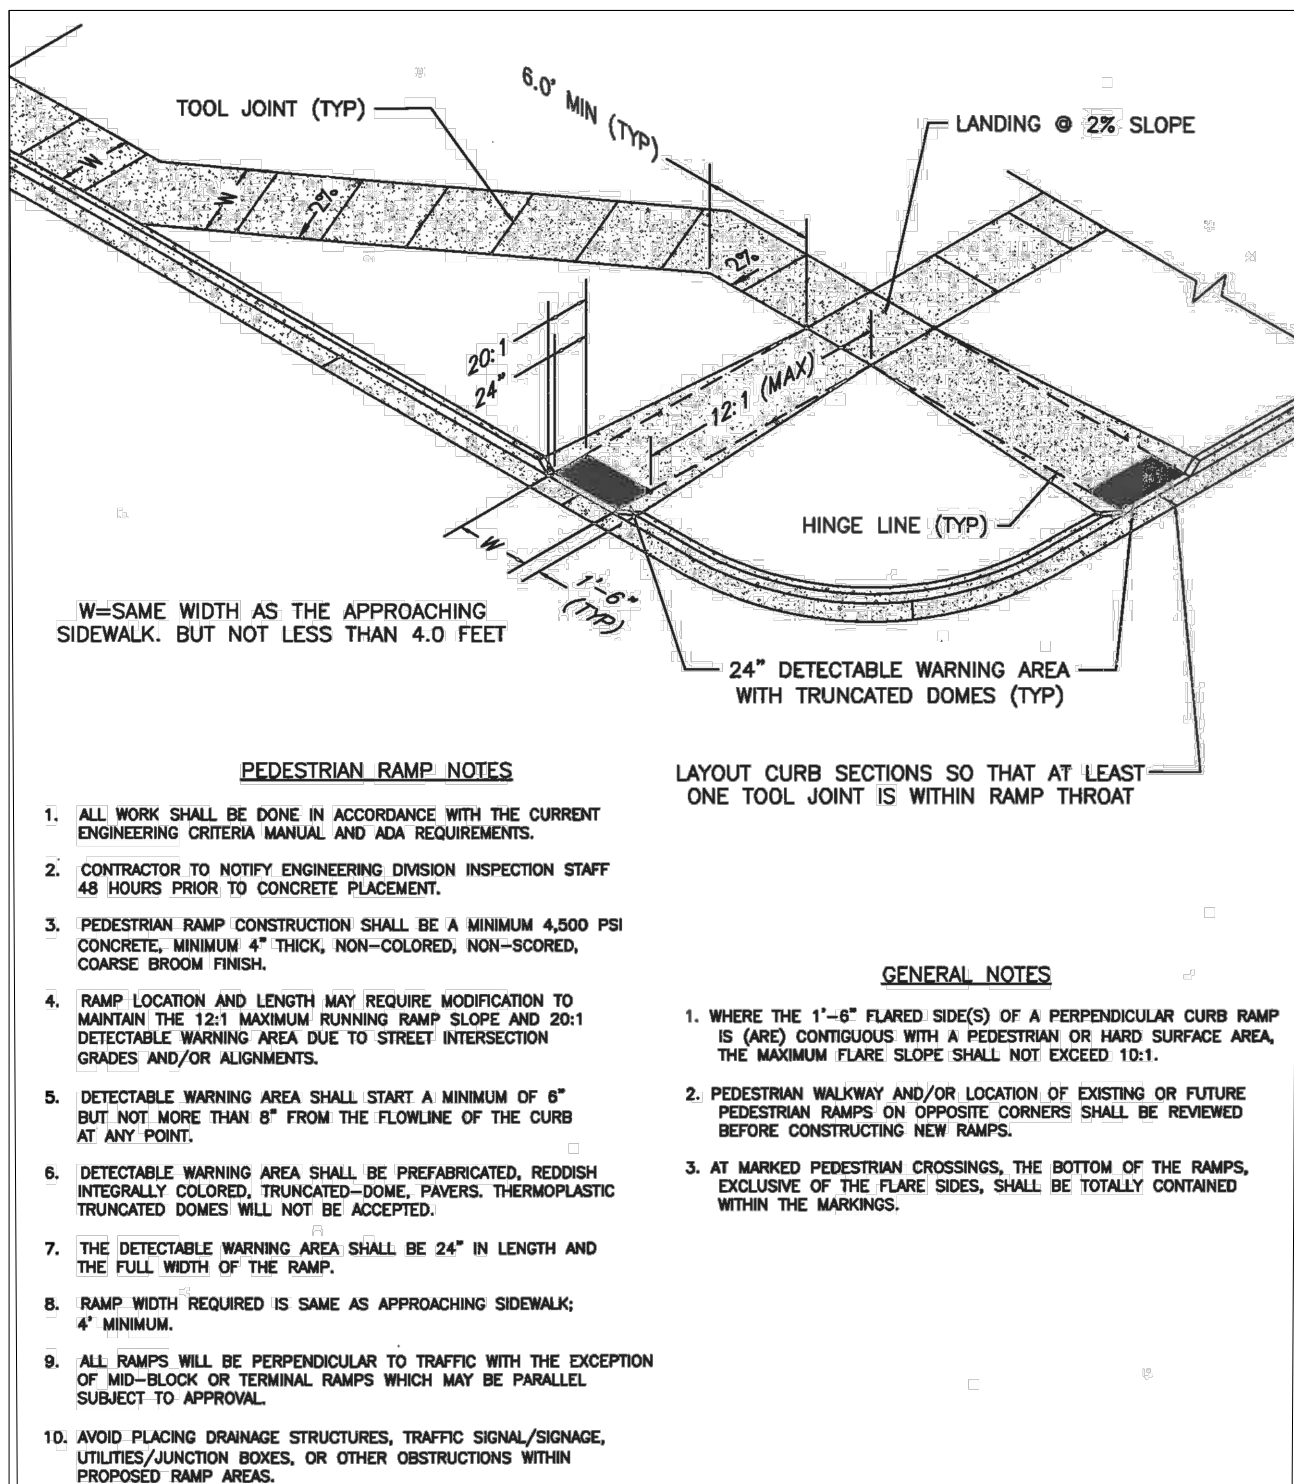 TOOL JOINT (TYP)
6.0' MIN (TYP)
LANDING @ 2% SLOPE
W
W
2%
2%
20:1
24"
12:1 (MAX)
HINGE LINE (TYP)
W
1'-6"
(TYP)
W=SAME WIDTH AS THE APPROACHING
SIDEWALK. BUT NOT LESS THAN 4.0 FEET
24" DETECTABLE WARNING AREA
WITH TRUNCATED DOMES (TYP)
LAYOUT CURB SECTIONS SO THAT AT LEAST
ONE TOOL JOINT IS WITHIN RAMP THROAT
PEDESTRIAN RAMP NOTES
1. ALL WORK SHALL BE DONE IN ACCORDANCE WITH THE CURRENT
ENGINEERING CRITERIA MANUAL AND ADA REQUIREMENTS.
2. CONTRACTOR TO NOTIFY ENGINEERING DIVISION INSPECTION STAFF
48 HOURS PRIOR TO CONCRETE PLACEMENT.
3. PEDESTRIAN RAMP CONSTRUCTION SHALL BE A MINIMUM 4,500 PSI
CONCRETE, MINIMUM 4" THICK, NON-COLORED, NON-SCORED,
COARSE BROOM FINISH.
4. RAMP LOCATION AND LENGTH MAY REQUIRE MODIFICATION TO
MAINTAIN THE 12:1 MAXIMUM RUNNING RAMP SLOPE AND 20:1
DETECTABLE WARNING AREA DUE TO STREET INTERSECTION
GRADES AND/OR ALIGNMENTS.
5. DETECTABLE WARNING AREA SHALL START A MINIMUM OF 6"
BUT NOT MORE THAN 8" FROM THE FLOWLINE OF THE CURB
AT ANY POINT.
6. DETECTABLE WARNING AREA SHALL BE PREFABRICATED, REDDISH
INTEGRALLY COLORED, TRUNCATED-DOME, PAVERS. THERMOPLASTIC
TRUNCATED DOMES WILL NOT BE ACCEPTED.
7. THE DETECTABLE WARNING AREA SHALL BE 24" IN LENGTH AND
THE FULL WIDTH OF THE RAMP.
8. RAMP WIDTH REQUIRED IS SAME AS APPROACHING SIDEWALK;
4' MINIMUM.
9. ALL RAMPS WILL BE PERPENDICULAR TO TRAFFIC WITH THE EXCEPTION
OF MID-BLOCK OR TERMINAL RAMPS WHICH MAY BE PARALLEL
SUBJECT TO APPROVAL.
10. AVOID PLACING DRAINAGE STRUCTURES, TRAFFIC SIGNAL/SIGNAGE,
UTILITIES/JUNCTION BOXES, OR OTHER OBSTRUCTIONS WITHIN
PROPOSED RAMP AREAS.
GENERAL NOTES
1. WHERE THE 1'-6" FLARED SIDE(S) OF A PERPENDICULAR CURB RAMP
IS (ARE) CONTIGUOUS WITH A PEDESTRIAN OR HARD SURFACE AREA,
THE MAXIMUM FLARE SLOPE SHALL NOT EXCEED 10:1.
2. PEDESTRIAN WALKWAY AND/OR LOCATION OF EXISTING OR FUTURE
PEDESTRIAN RAMPS ON OPPOSITE CORNERS SHALL BE REVIEWED
BEFORE CONSTRUCTING NEW RAMPS.
3. AT MARKED PEDESTRIAN CROSSINGS, THE BOTTOM OF THE RAMPS,
EXCLUSIVE OF THE FLARE SIDES, SHALL BE TOTALLY CONTAINED
WITHIN THE MARKINGS.